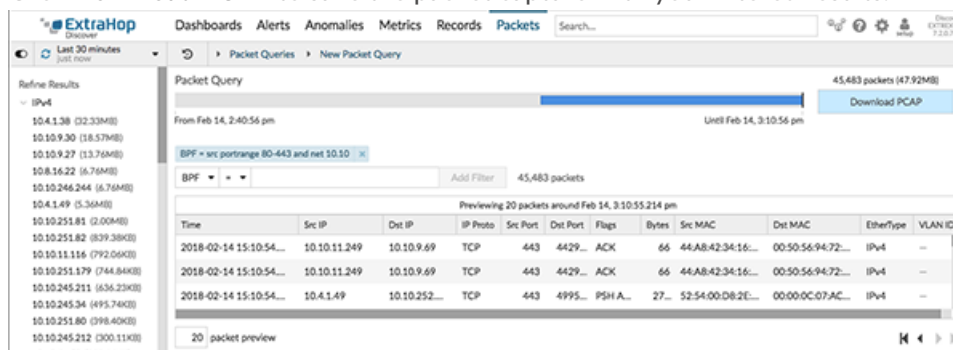 ExtraHop
Discover
Dashboards Alerts Anomalies Metrics Records Packets Search...
setup
Last 30 minutes
just now
Packet Queries New Packet Query
Refine Results
IPv4
10.4.1.38 (32.33MB)
10.10.9.30 (18.57MB)
10.10.9.27 (13.76MB)
10.8.16.22 (6.76MB)
10.10.246.244 (6.76MB)
10.4.1.49 (5.36MB)
10.10.251.81 (2.00MB)
10.10.251.82 (839.38KB)
10.10.11.116 (792.06KB)
10.10.251.179 (744.84KB)
10.10.245.211 (636.23KB)
10.10.245.34 (495.74KB)
10.10.251.80 (398.40KB)
10.10.245.212 (300.11KB)
Packet Query
45,483 packets (47.92MB)
Download PCAP
From Feb 14, 2:40:56 pm Until Feb 14, 3:10:56 pm
BPF = src portrange 80-443 and net 10.10
BPF = Add Filter 45,483 packets
Previewing 20 packets around Feb 14, 3:10:55.214 pm
Time Src IP Dst IP IP Proto Src Port Dst Port Flags Bytes Src MAC Dst MAC EtherType VLAN ID
2018-02-14 15:10:54.... 10.10.11.249 10.10.9.69 TCP 443 4429... ACK 66 44:A8:42:34:16:... 00:50:56:94:72:... IPv4 —
2018-02-14 15:10:54.... 10.10.11.249 10.10.9.69 TCP 443 4429... ACK 66 44:A8:42:34:16:... 00:50:56:94:72:... IPv4 —
2018-02-14 15:10:54.... 10.4.1.49 10.10.252.... TCP 443 4995... PSH A... 27... 52:54:00:D8:2E:... 00:00:0C:07:AC... IPv4 —
20 packet preview